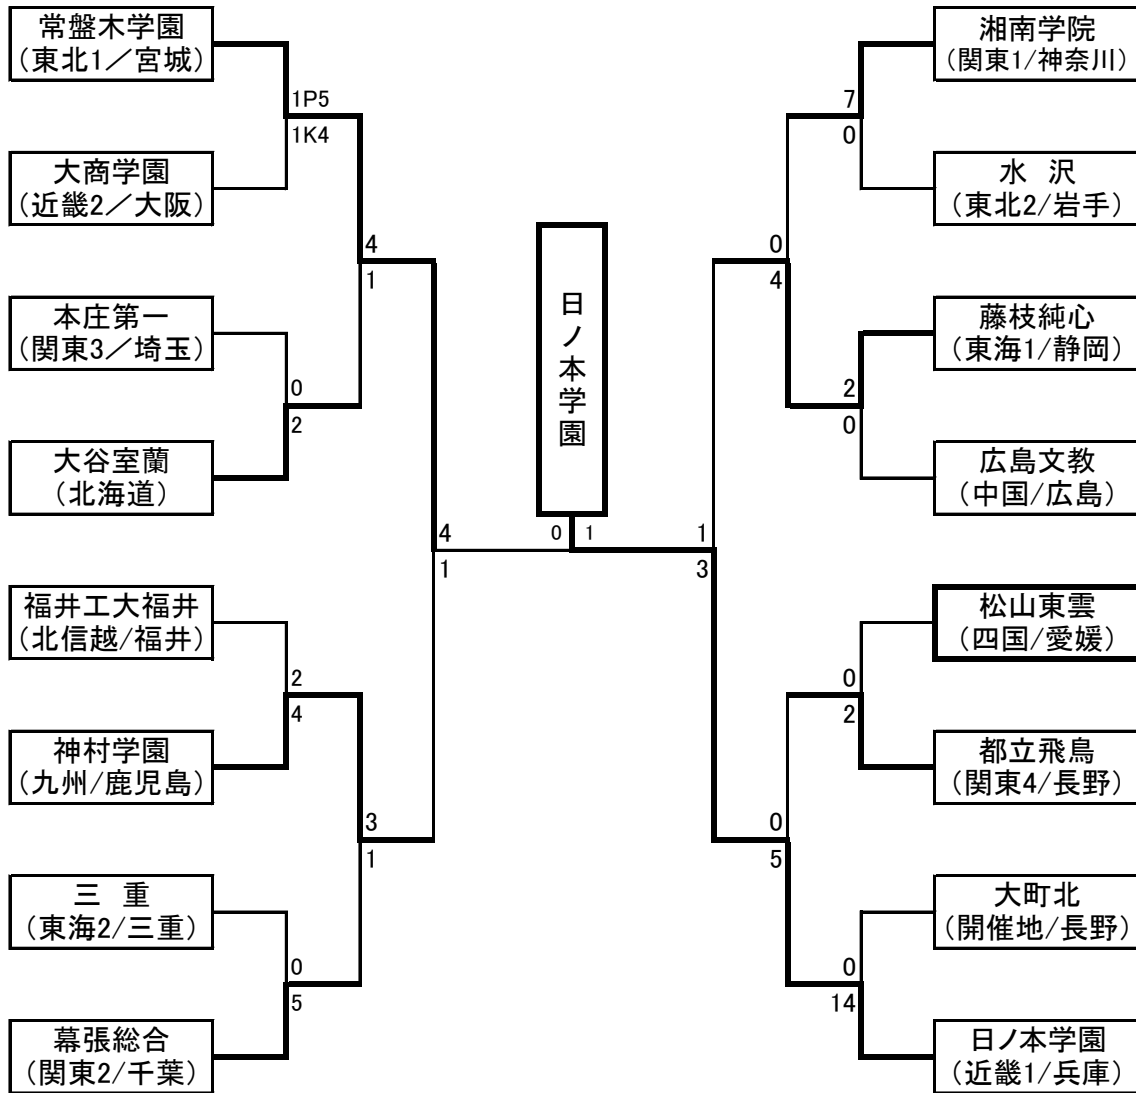 常盤木学園
(東北1／宮城)
1P5
1K4
大商学園
(近畿2／大阪)
4
1
本庄第一
(関東3／埼玉)
0
2
大谷室蘭
(北海道)
4
1
福井工大福井
(北信越/福井)
2
4
神村学園
(九州/鹿児島)
3
1
三 重
(東海2/三重)
0
5
幕張総合
(関東2/千葉)
日ノ本学園
0 1
湘南学院
(関東1/神奈川)
7
0
水 沢
(東北2/岩手)
0
4
藤枝純心
(東海1/静岡)
2
0
広島文教
(中国/広島)
1
3
松山東雲
(四国/愛媛)
0
2
都立飛鳥
(関東4/長野)
0
5
大町北
(開催地/長野)
0
14
日ノ本学園
(近畿1/兵庫)